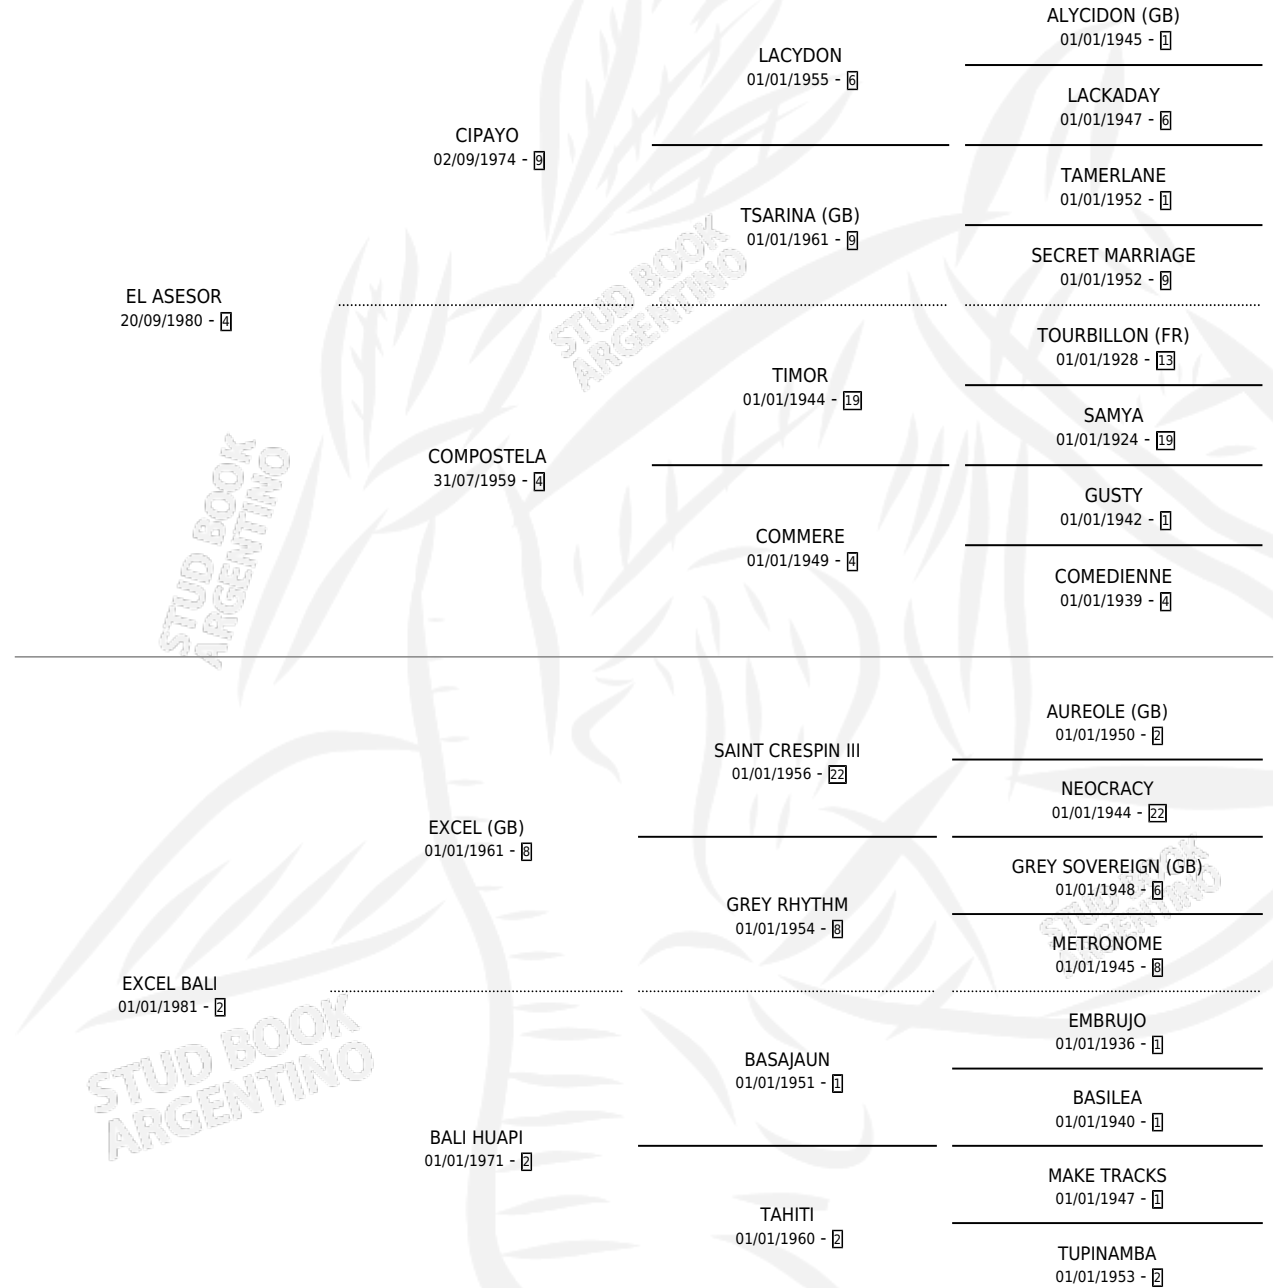 ALYCIDON (GB)
01/01/1945 - 1
LACYDON
01/01/1955 - 6
LACKADAY
01/01/1947 - 6
CIPAYO
02/09/1974 - 9
TAMERLANE
01/01/1952 - 1
TSARINA (GB)
01/01/1961 - 9
SECRET MARRIAGE
01/01/1952 - 9
EL ASESOR
20/09/1980 - 4
STUD BOOK
ARGENTINO
TOURBILLON (FR)
01/01/1928 - 13
TIMOR
01/01/1944 - 19
SAMYA
01/01/1924 - 19
COMPOSTELA
31/07/1959 - 4
GUSTY
01/01/1942 - 1
COMMERE
01/01/1949 - 4
COMEDIENNE
01/01/1939 - 4
STUD BOOK
ARGENTINO
AUREOLE (GB)
01/01/1950 - 2
SAINT CRESPIN III
01/01/1956 - 22
NEOCRACY
01/01/1944 - 22
EXCEL (GB)
01/01/1961 - 8
GREY SOVEREIGN (GB)
01/01/1948 - 6
GREY RHYTHM
01/01/1954 - 8
METRONOME
01/01/1945 - 8
STUD BOOK
ARGENTINO
EXCEL BALI
01/01/1981 - 2
STUD BOOK
ARGENTINO
EMBRUJO
01/01/1936 - 1
BASAJAUN
01/01/1951 - 1
BASILEA
01/01/1940 - 1
BALI HUAPI
01/01/1971 - 2
MAKE TRACKS
01/01/1947 - 1
TAHITI
01/01/1960 - 2
TUPINAMBA
01/01/1953 - 2